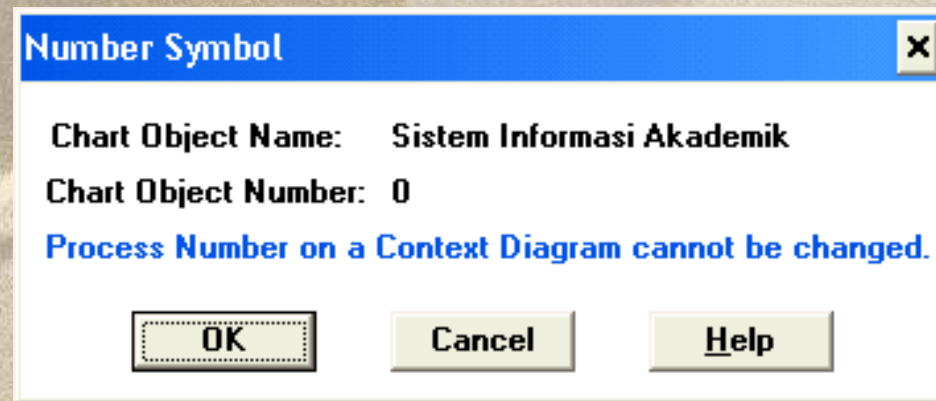 Number Symbol
Chart Object Name: Sistem Informasi Akademik
Chart Object Number: 0
Process Number on a Context Diagram cannot be changed.
OK Cancel Help